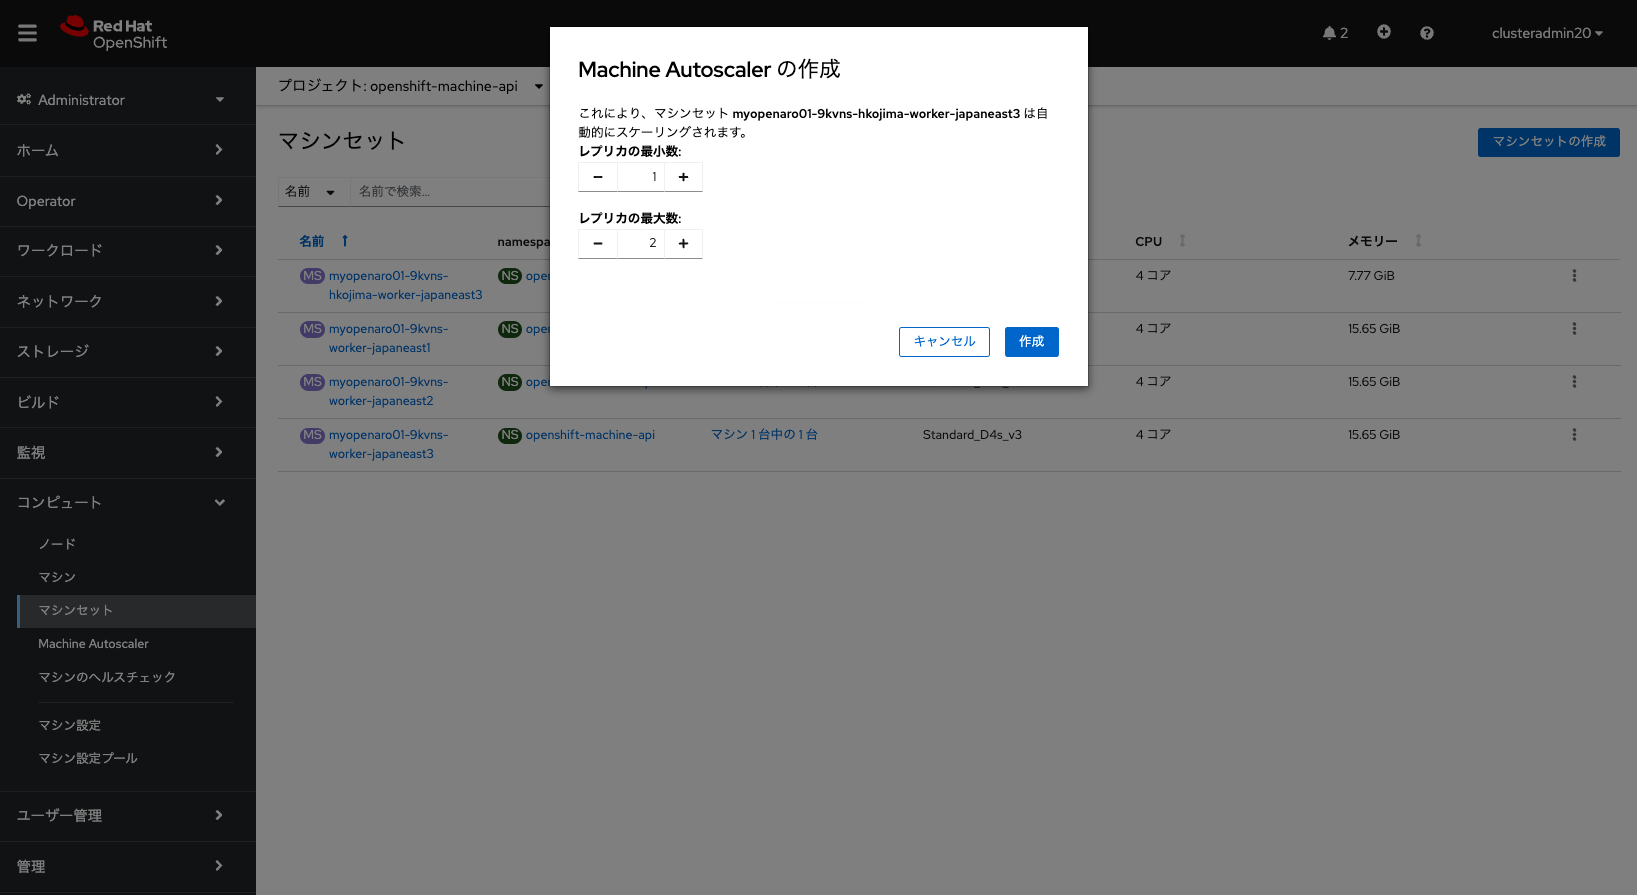 Red Hat
OpenShift
2
clusteradmin20
Administrator
ホーム
Operator
ワークロード
ネットワーク
ストレージ
ビルド
監視
コンピュート
ノード
マシン
マシンセット
Machine Autoscaler
マシンのヘルスチェック
マシン設定
マシン設定プール
ユーザー管理
管理
プロジェクト: openshift-machine-api
マシンセット
マシンセットの作成
名前
名前で検索...
名前
namespa
CPU
メモリー
MS myopenaro01-9kvns-
hkojima-worker-japaneast3
NS ope
4 コア
7.77 GiB
MS myopenaro01-9kvns-
worker-japaneast1
NS ope
4 コア
15.65 GiB
MS myopenaro01-9kvns-
worker-japaneast2
NS ope
4 コア
15.65 GiB
MS myopenaro01-9kvns-
worker-japaneast3
NS openshift-machine-api
マシン 1 台中の 1 台
Standard_D4s_v3
4 コア
15.65 GiB
Machine Autoscaler の作成
これにより、マシンセット myopenaro01-9kvns-hkojima-worker-japaneast3 は自
動的にスケーリングされます。
レプリカの最小数:
1
レプリカの最大数:
2
キャンセル
作成